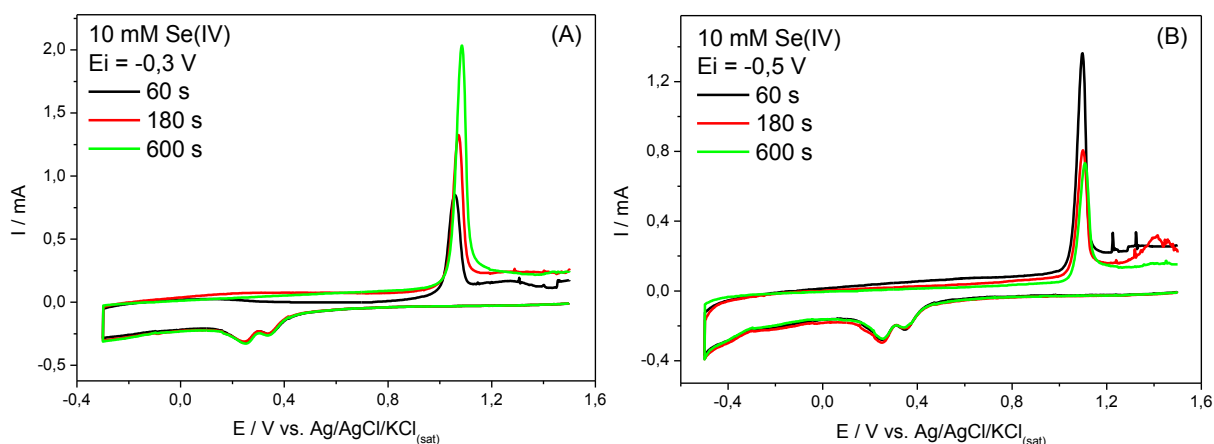 10 mM Se(IV)
Ei = -0,3 V
60 s
180 s
600 s
(A)
2,0
1,5
1,0
0,5
0,0
-0,5
I / mA
-0,4 0,0 0,4 0,8 1,2 1,6
E / V vs. Ag/AgCl/KCl(sat)
10 mM Se(IV)
Ei = -0,5 V
60 s
180 s
600 s
(B)
1,2
0,8
0,4
0,0
-0,4
I / mA
-0,4 0,0 0,4 0,8 1,2 1,6
E / V vs. Ag/AgCl/KCl(sat)